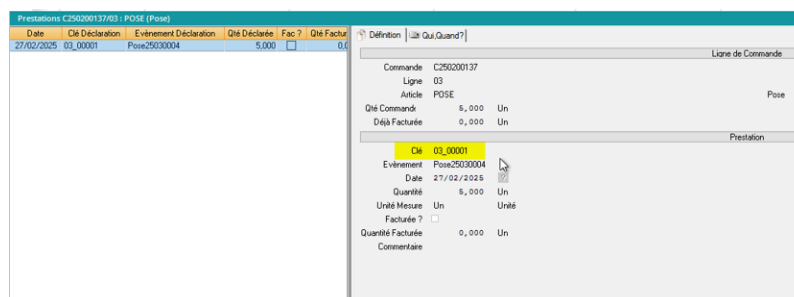 Prestations C250200137/03 : POSE (Pose)
Date Clé Déclaration Evènement Déclaration Qté Déclarée Fac ? Qté Factur
27/02/2025 03_00001 Pose25030004 5,000 0,0
Définition Qui,Quand?
Ligne de Commande
Commande C250200137
Ligne 03
Article POSE Pose
Qté Commandé 5,000 Un
Déjà Facturée 0,000 Un
Prestation
Clé 03_00001
Evènement Pose25030004
Date 27/02/2025
Quantité 5,000 Un
Unité Mesure Un Unité
Facturée ?
Quantité Facturée 0,000 Un
Commentaire